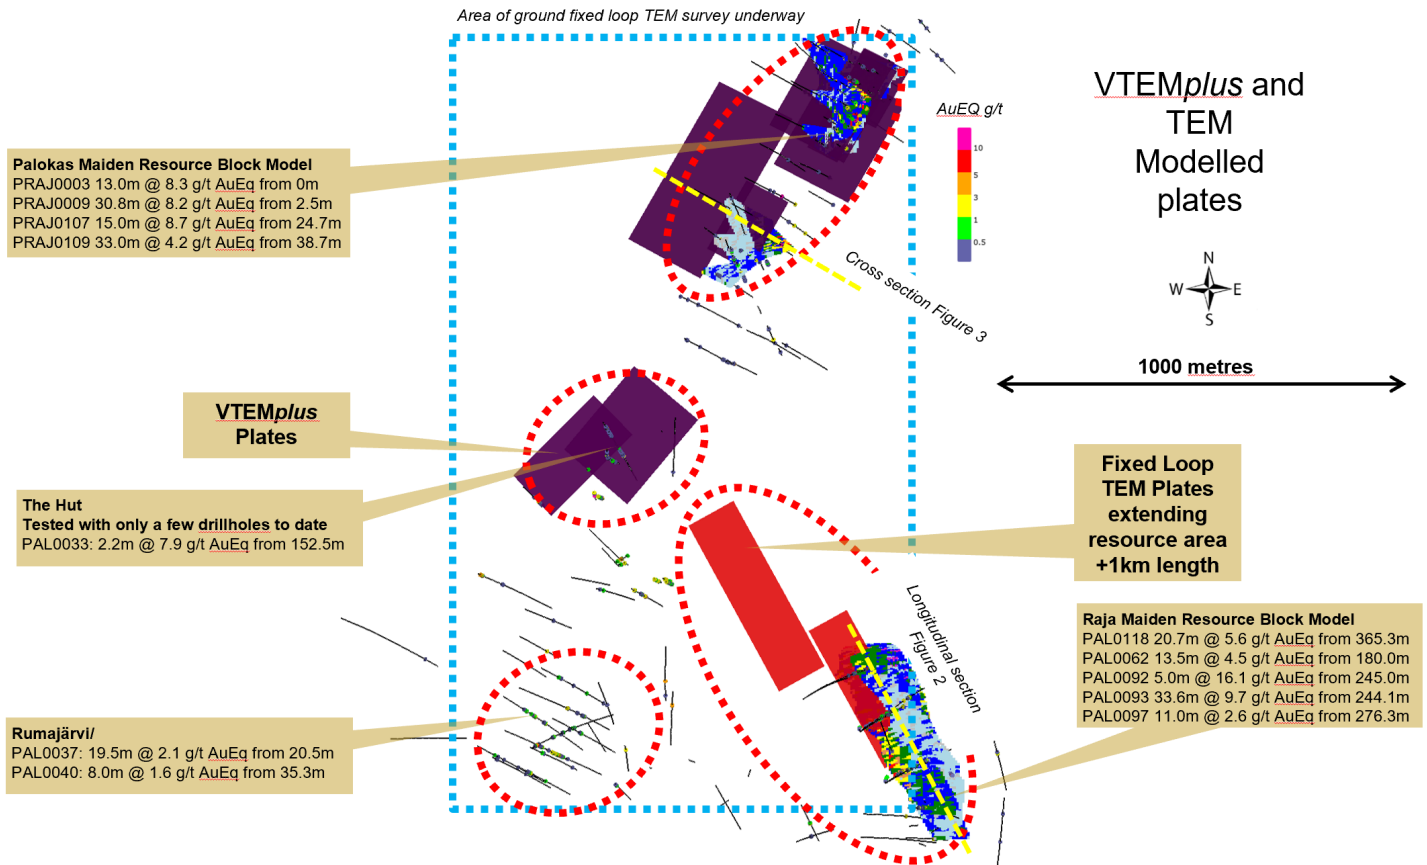 Area of ground fixed loop TEM survey underway
VTEMplus and
TEM
Modelled
plates
AuEQ g/t
10
5
3
1
0.5
Palokas Maiden Resource Block Model
PRAJ0003 13.0m @ 8.3 g/t AuEq from 0m
PRAJ0009 30.8m @ 8.2 g/t AuEq from 2.5m
PRAJ0107 15.0m @ 8.7 g/t AuEq from 24.7m
PRAJ0109 33.0m @ 4.2 g/t AuEq from 38.7m
Cross section Figure 3
N
W E
S
1000 metres
VTEMplus
Plates
The Hut
Tested with only a few drillholes to date
PAL0033: 2.2m @ 7.9 g/t AuEq from 152.5m
Fixed Loop
TEM Plates
extending
resource area
+1km length
Longitudinal section
Figure 2
Raja Maiden Resource Block Model
PAL0118 20.7m @ 5.6 g/t AuEq from 365.3m
PAL0062 13.5m @ 4.5 g/t AuEq from 180.0m
PAL0092 5.0m @ 16.1 g/t AuEq from 245.0m
PAL0093 33.6m @ 9.7 g/t AuEq from 244.1m
PAL0097 11.0m @ 2.6 g/t AuEq from 276.3m
Rumajärvi/
PAL0037: 19.5m @ 2.1 g/t AuEq from 20.5m
PAL0040: 8.0m @ 1.6 g/t AuEq from 35.3m